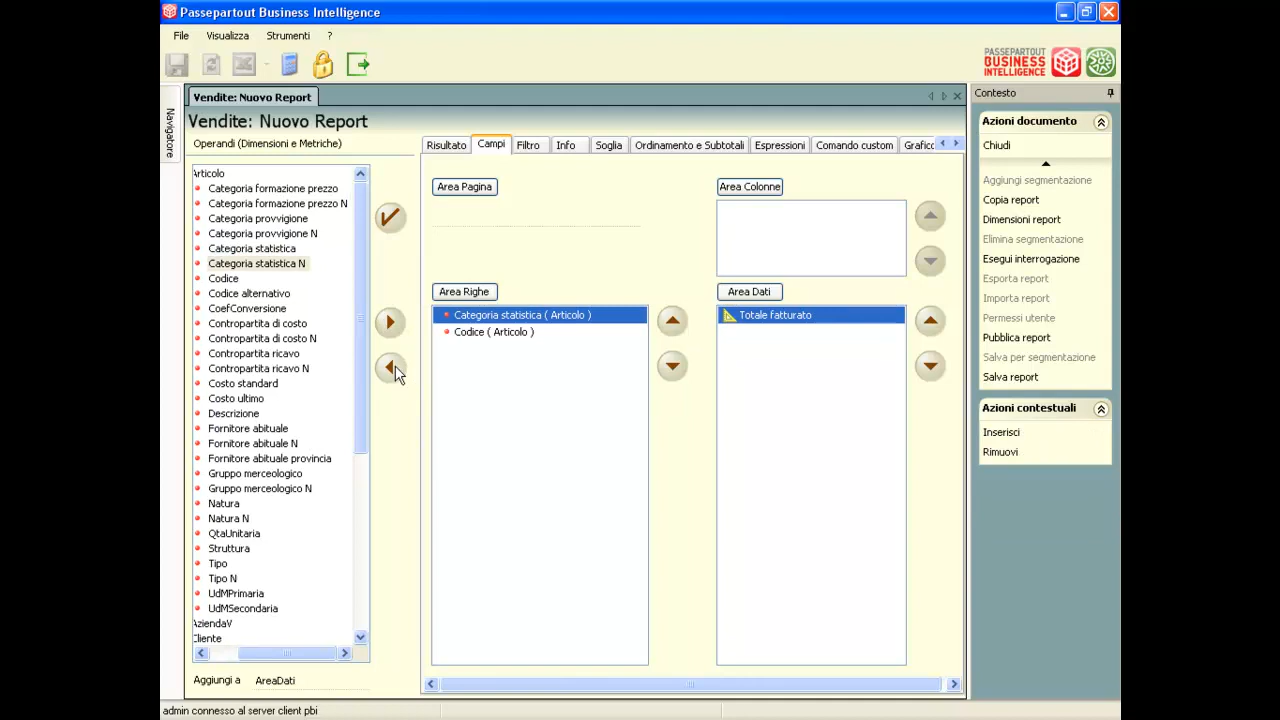 Passepartout Business Intelligence
File Visualizza Strumenti ?
PASSEPARTOUT
BUSINESS
INTELLIGENCE
Navigatore
Vendite: Nuovo Report
Vendite: Nuovo Report
Operandi (Dimensioni e Metriche)
Articolo
Categoria formazione prezzo
Categoria formazione prezzo N
Categoria provvigione
Categoria provvigione N
Categoria statistica
Categoria statistica N
Codice
Codice alternativo
CoefConversione
Contropartita di costo
Contropartita di costo N
Contropartita ricavo
Contropartita ricavo N
Costo standard
Costo ultimo
Descrizione
Fornitore abituale
Fornitore abituale N
Fornitore abituale provincia
Gruppo merceologico
Gruppo merceologico N
Natura
Natura N
QtaUnitaria
Struttura
Tipo
Tipo N
UdMPrimaria
UdMSecondaria
AziendaV
Cliente
Aggiungi a AreaDati
Risultato Campi Filtro Info Soglia Ordinamento e Subtotali Espressioni Comando custom Grafico
Area Pagina
Area Colonne
Area Righe
Categoria statistica ( Articolo )
Codice ( Articolo )
Area Dati
Totale fatturato
Contesto
Azioni documento
Chiudi
Aggiungi segmentazione
Copia report
Dimensioni report
Elimina segmentazione
Esegui interrogazione
Esporta report
Importa report
Permessi utente
Pubblica report
Salva per segmentazione
Salva report
Azioni contestuali
Inserisci
Rimuovi
admin connesso al server client pbi